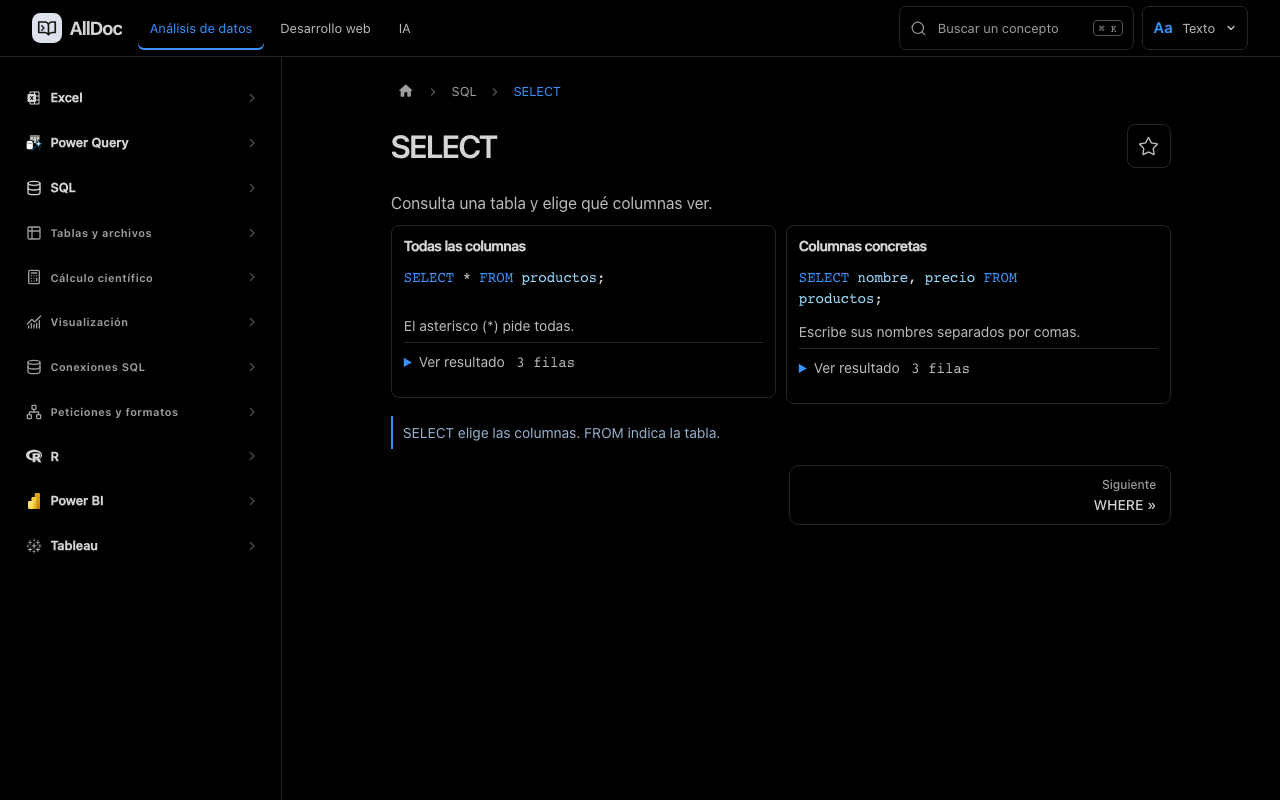 AllDoc
Análisis de datos
Desarrollo web
IA
Buscar un concepto
⌘ K
Aa Texto
Excel
Power Query
SQL
Tablas y archivos
Cálculo científico
Visualización
Conexiones SQL
Peticiones y formatos
R
Power BI
Tableau
SQL
SELECT
SELECT
Consulta una tabla y elige qué columnas ver.
Todas las columnas
SELECT * FROM productos;
El asterisco (*) pide todas.
Ver resultado 3 filas
Columnas concretas
SELECT nombre, precio FROM
productos;
Escribe sus nombres separados por comas.
Ver resultado 3 filas
SELECT elige las columnas. FROM indica la tabla.
Siguiente
WHERE »